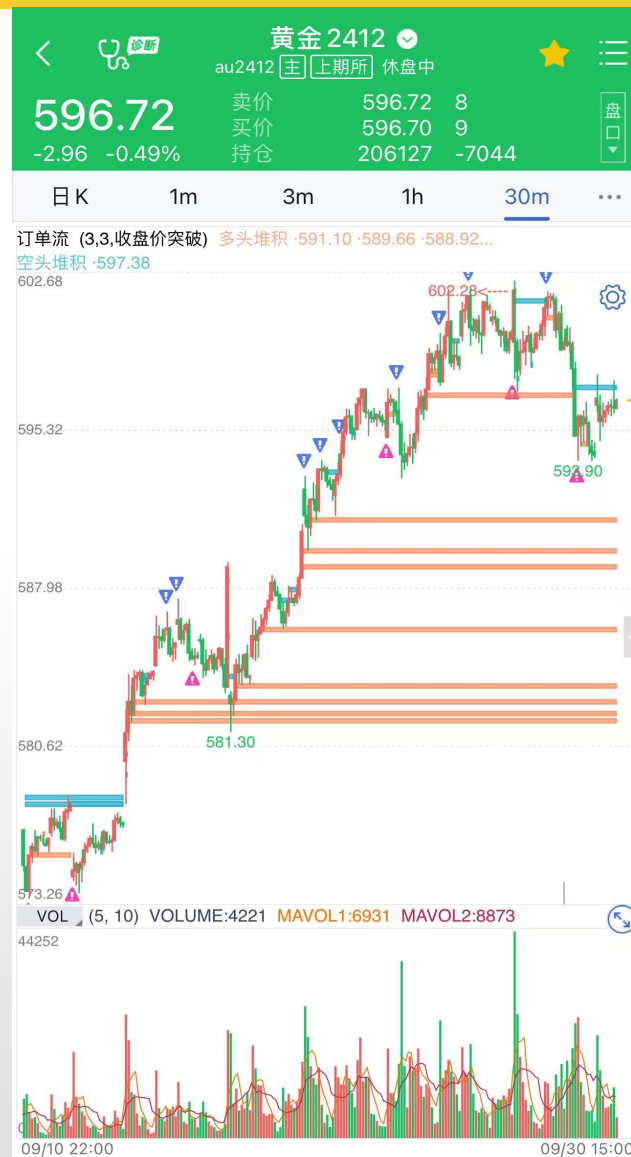 诊断
黄金2412
au2412 主 上期所 休盘中
596.72
-2.96 -0.49%
卖价 596.72 8
买价 596.70 9
持仓 206127 -7044
盘口
日K 1m 3m 1h 30m
订单流 (3,3,收盘价突破) 多头堆积 ·591.10 ·589.66 ·588.92...
空头堆积 ·597.38
602.68
595.32
593.90
587.98
581.30
580.62
573.26
VOL (5, 10) VOLUME:4221 MAVOL1:6931 MAVOL2:8873
44252
0
09/10 22:00 09/30 15:00